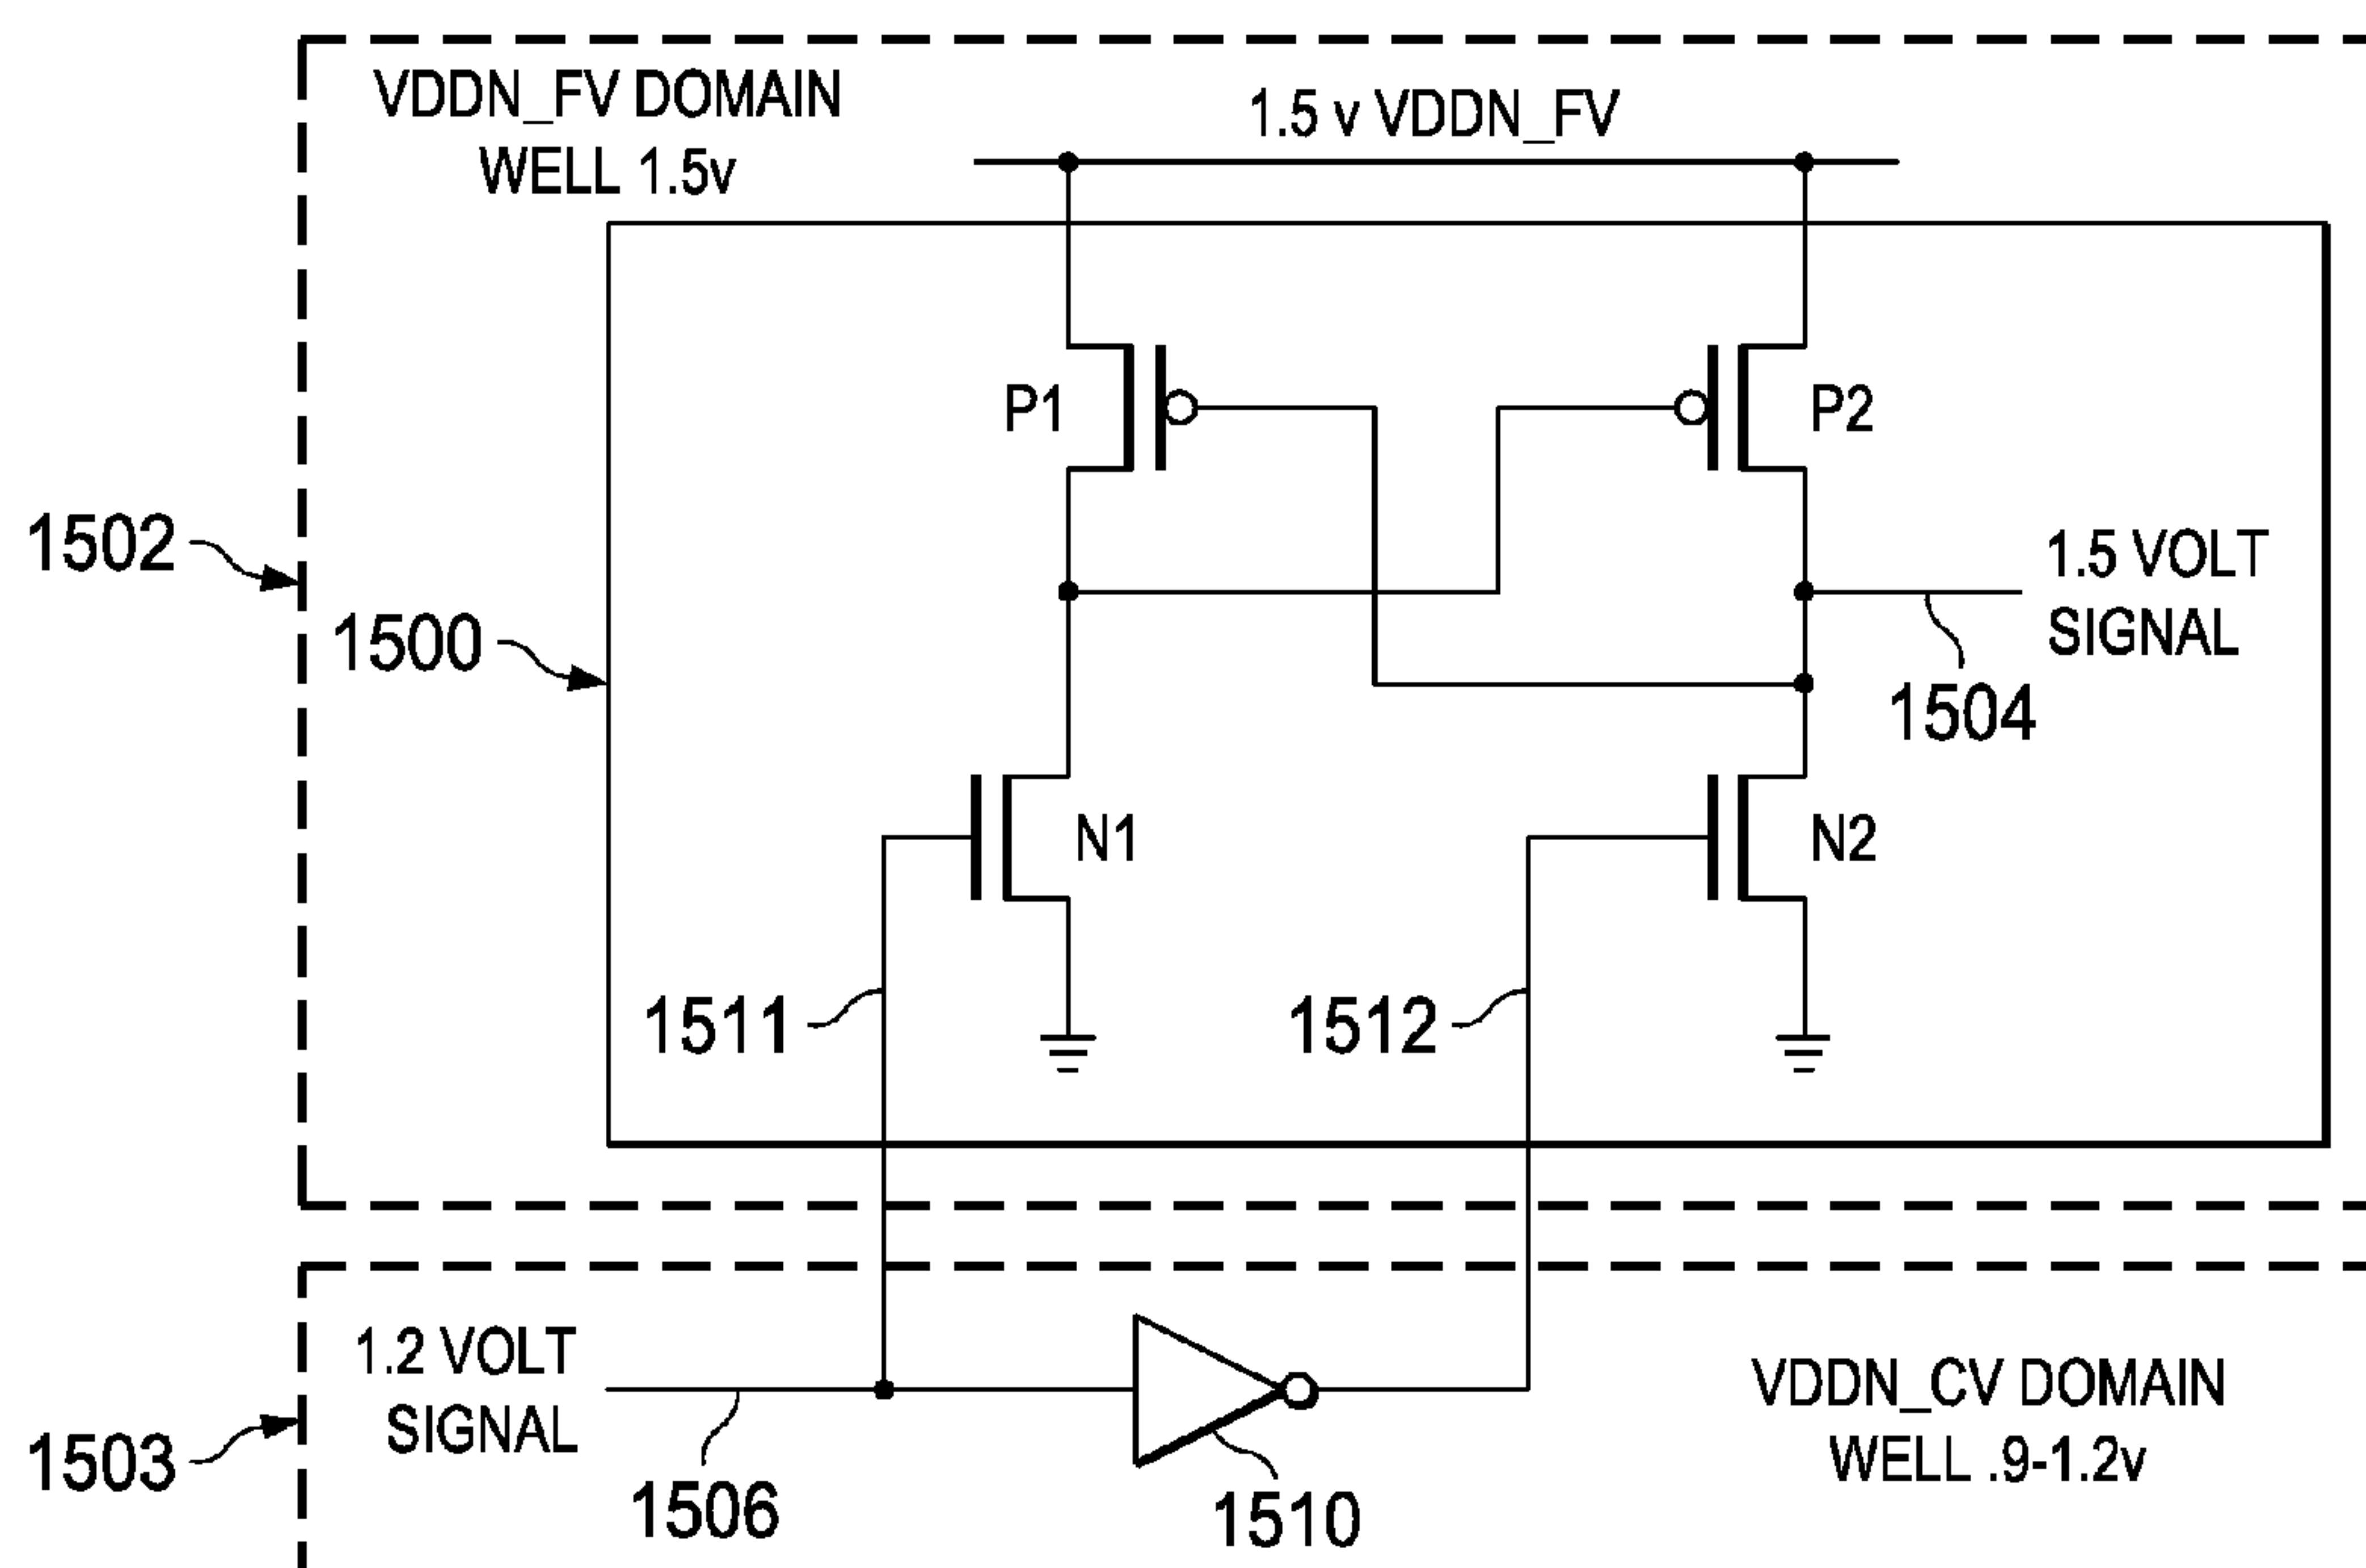 VDDN_FV DOMAIN
WELL 1.5v
1.5 v VDDN_FV
P1
P2
1502
1500
1.5 VOLT
SIGNAL
1504
N1
N2
1511
1512
1.2 VOLT
SIGNAL
VDDN_CV DOMAIN
WELL .9-1.2v
1503
1506
1510